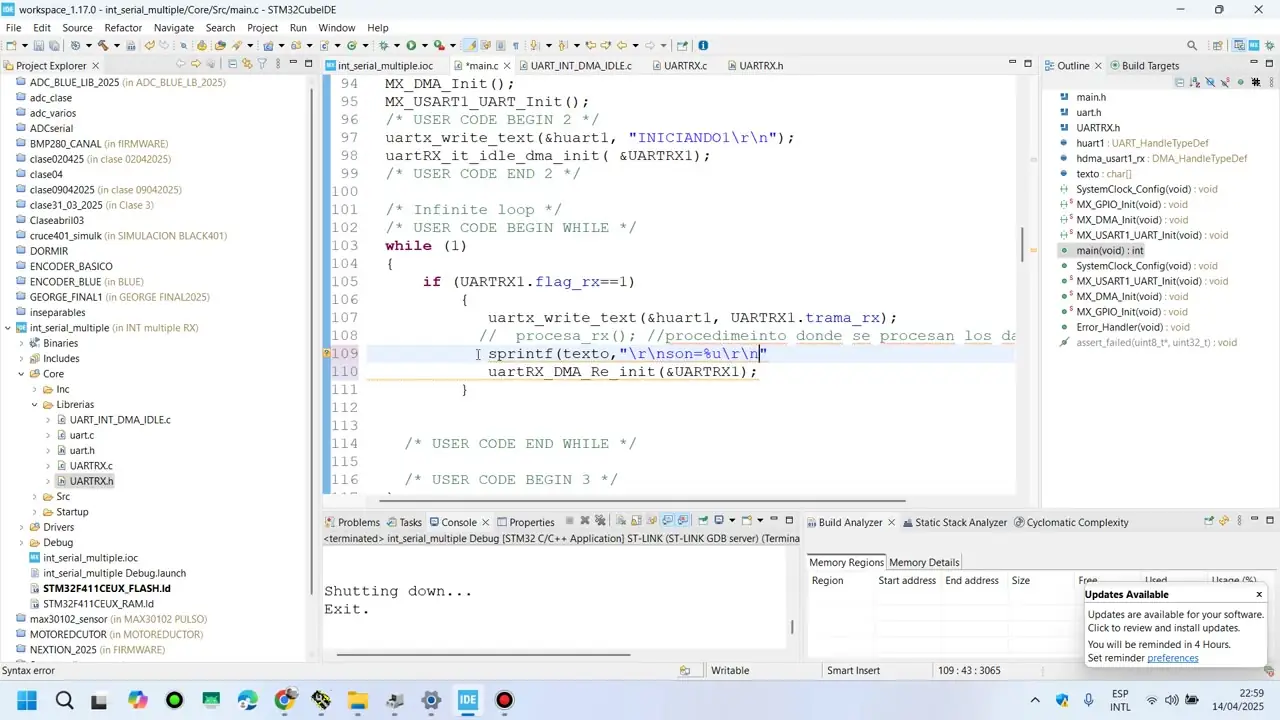 workspace_1.17.0 - int_serial_multiple/Core/Src/main.c - STM32CubeIDE
File Edit Source Refactor Navigate Search Project Run Window Help
Project Explorer
ADC_BLUE_LIB_2025 (in ADC_BLUE_LIB_2025)
adc_clase
adc_varios
ADCserial
BMP280_CANAL (in fIRMWARE)
clase020425 (in clase 02042025)
clase04
clase09042025 (in clase 09042025)
clase31_03_2025 (in Clase 3)
Claseabril03
cruce401_simulk (in SIMULACION BLACK401)
DORMIR
ENCODER_BASICO
ENCODER_BLUE (in BLUE)
GEORGE_FINAL1 (in GEORGE FINAL2025)
inseparables
int_serial_multiple (in INT multiple RX)
Binaries
Includes
Core
Inc
Librerias
UART_INT_DMA_IDLE.c
uart.c
uart.h
UARTRX.c
UARTRX.h
Src
Startup
Drivers
Debug
int_serial_multiple.ioc
int_serial_multiple Debug.launch
STM32F411CEUX_FLASH.ld
STM32F411CEUX_RAM.ld
max30102_sensor (in MAX30102 PULSO)
MOTOREDCUTOR (in MOTOREDUCTOR)
NEXTION_2025 (in FIRMWARE)
int_serial_multiple.ioc *main.c UART_INT_DMA_IDLE.c UARTRX.c UARTRX.h
94 MX_DMA_Init();
95 MX_USART1_UART_Init();
96 /* USER CODE BEGIN 2 */
97 uartx_write_text(&huart1, "INICIANDO1\r\n");
98 uartRX_it_idle_dma_init( &UARTRX1);
99 /* USER CODE END 2 */
100
101 /* Infinite loop */
102 /* USER CODE BEGIN WHILE */
103 while (1)
104 {
105 if (UARTRX1.flag_rx==1)
106 {
107 uartx_write_text(&huart1, UARTRX1.trama_rx);
108 // procesa_rx(); //procedimeinto donde se procesan los da
109 sprintf(texto,"\r\nson=%u\r\n"
110 uartRX_DMA_Re_init(&UARTRX1);
111 }
112
113
114 /* USER CODE END WHILE */
115
116 /* USER CODE BEGIN 3 */
Outline Build Targets
main.h
uart.h
UARTRX.h
huart1 : UART_HandleTypeDef
hdma_usart1_rx : DMA_HandleTypeDef
texto : char[]
SystemClock_Config(void) : void
MX_GPIO_Init(void) : void
MX_DMA_Init(void) : void
MX_USART1_UART_Init(void) : void
main(void) : int
SystemClock_Config(void) : void
MX_USART1_UART_Init(void) : void
MX_DMA_Init(void) : void
MX_GPIO_Init(void) : void
Error_Handler(void) : void
assert_failed(uint8_t*, uint32_t) : void
Problems Tasks Console Properties
<terminated> int_serial_multiple Debug [STM32 C/C++ Application] ST-LINK (ST-LINK GDB server) (Termina
Shutting down...
Exit.
Build Analyzer Static Stack Analyzer Cyclomatic Complexity
Memory Regions Memory Details
Region Start address End address Size Free Used Usage (%)
Updates Available
Updates are available for your software.
Click to review and install updates.
You will be reminded in 4 Hours.
Set reminder preferences
Syntax error Writable Smart Insert 109 : 43 : 3065
IDE
ESP
INTL
22:59
14/04/2025